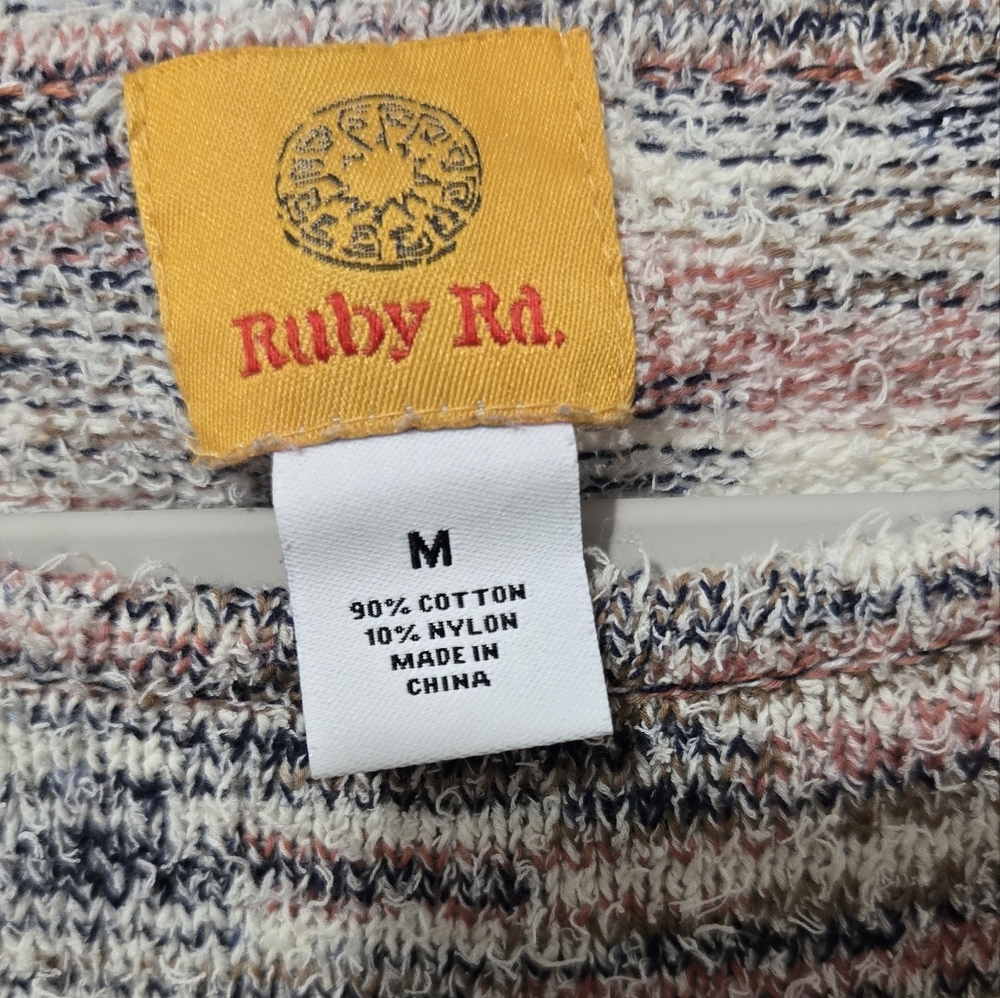 Ruby Rd.
M
90% COTTON
10% NYLON
MADE IN
CHINA